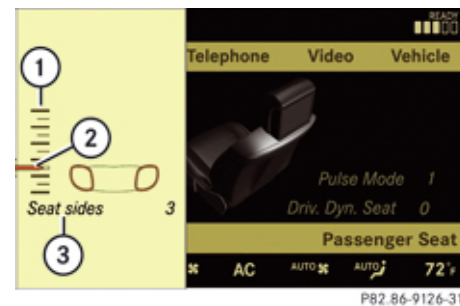 READY
Telephone Video Vehicle
1
2
Pulse Mode 1
Seat sides 3
Driv. Dyn. Seat 0
3
Passenger Seat
AC AUTO AUTO 72°F
P82.86-9126-31